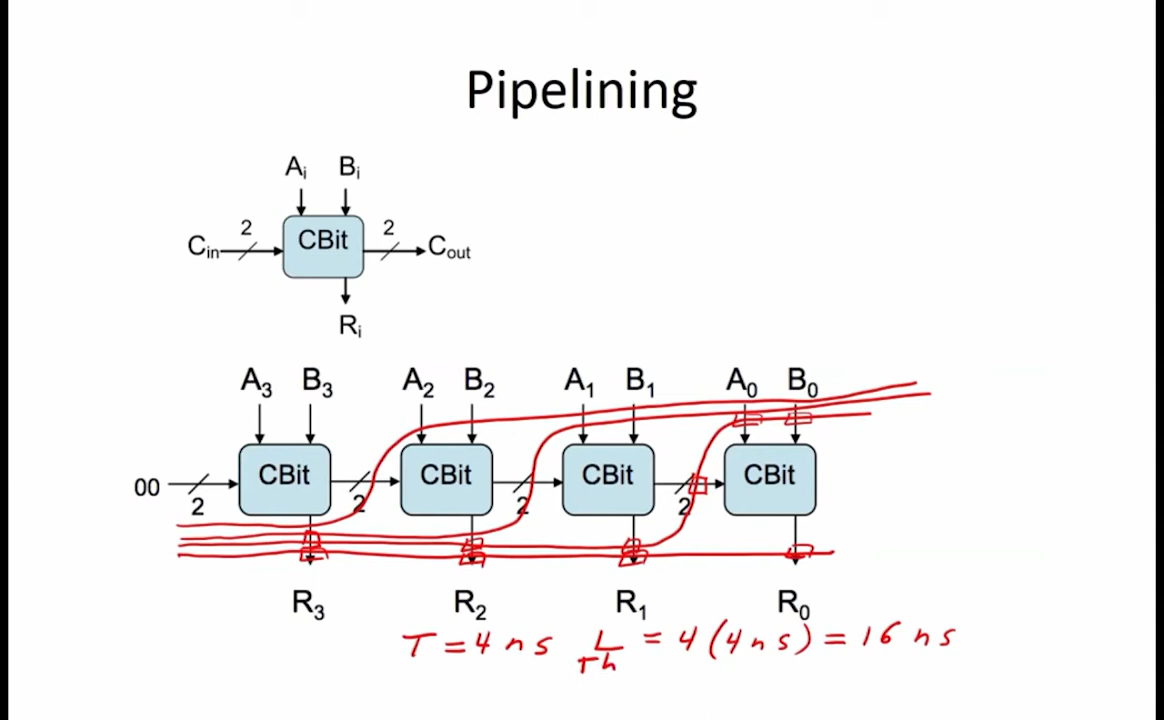 Pipelining
Aᵢ Bᵢ
2 2
Cin CBit Cout
Rᵢ
A₃ B₃ A₂ B₂ A₁ B₁ A₀ B₀
00 CBit CBit CBit CBit
2 2 2 2
R₃ R₂ R₁ R₀
T = 4 ns L = 4 (4 ns) = 16 ns
Th